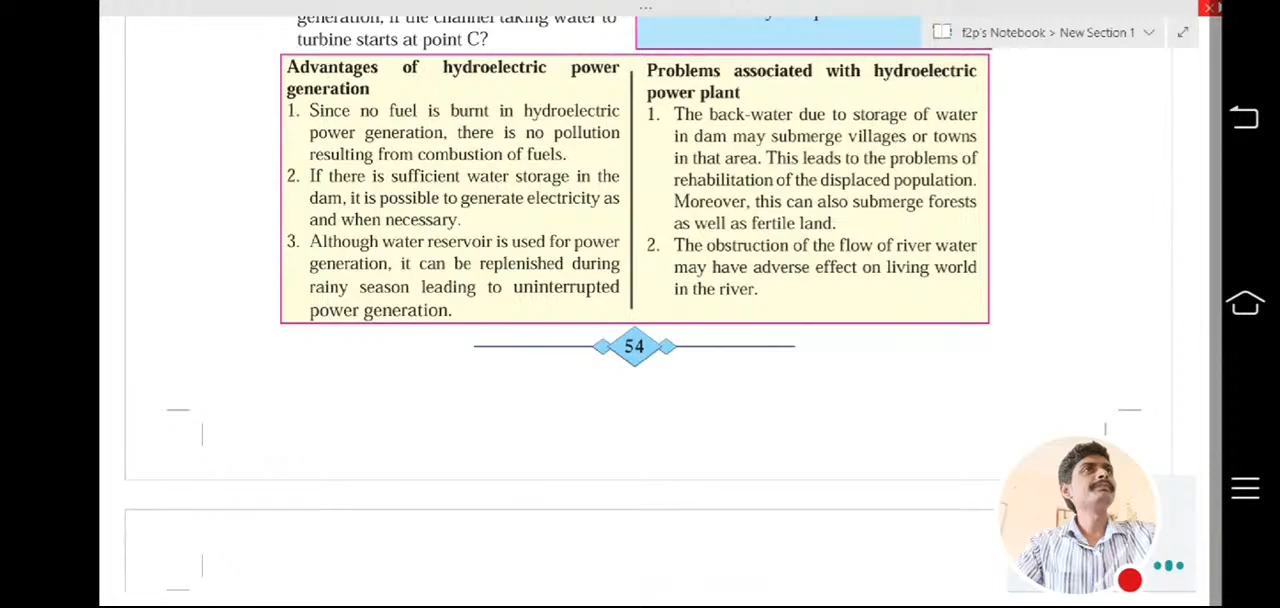 generation, if the channel taking water to
turbine starts at point C?
f2p's Notebook > New Section 1
Advantages of hydroelectric power
generation
1. Since no fuel is burnt in hydroelectric
power generation, there is no pollution
resulting from combustion of fuels.
2. If there is sufficient water storage in the
dam, it is possible to generate electricity as
and when necessary.
3. Although water reservoir is used for power
generation, it can be replenished during
rainy season leading to uninterrupted
power generation.
Problems associated with hydroelectric
power plant
1. The back-water due to storage of water
in dam may submerge villages or towns
in that area. This leads to the problems of
rehabilitation of the displaced population.
Moreover, this can also submerge forests
as well as fertile land.
2. The obstruction of the flow of river water
may have adverse effect on living world
in the river.
54